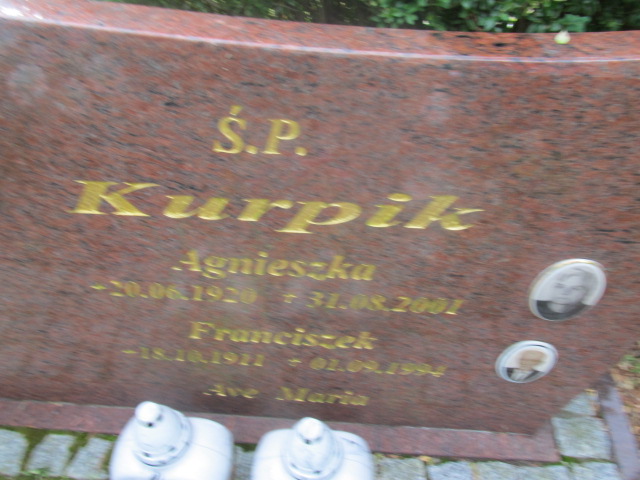 Ś.P.
Kurpik
Agnieszka
*20.06.1920 + 31.08.2001
Franciszek
*18.10.1911 + 01.09.1994
Ave Maria